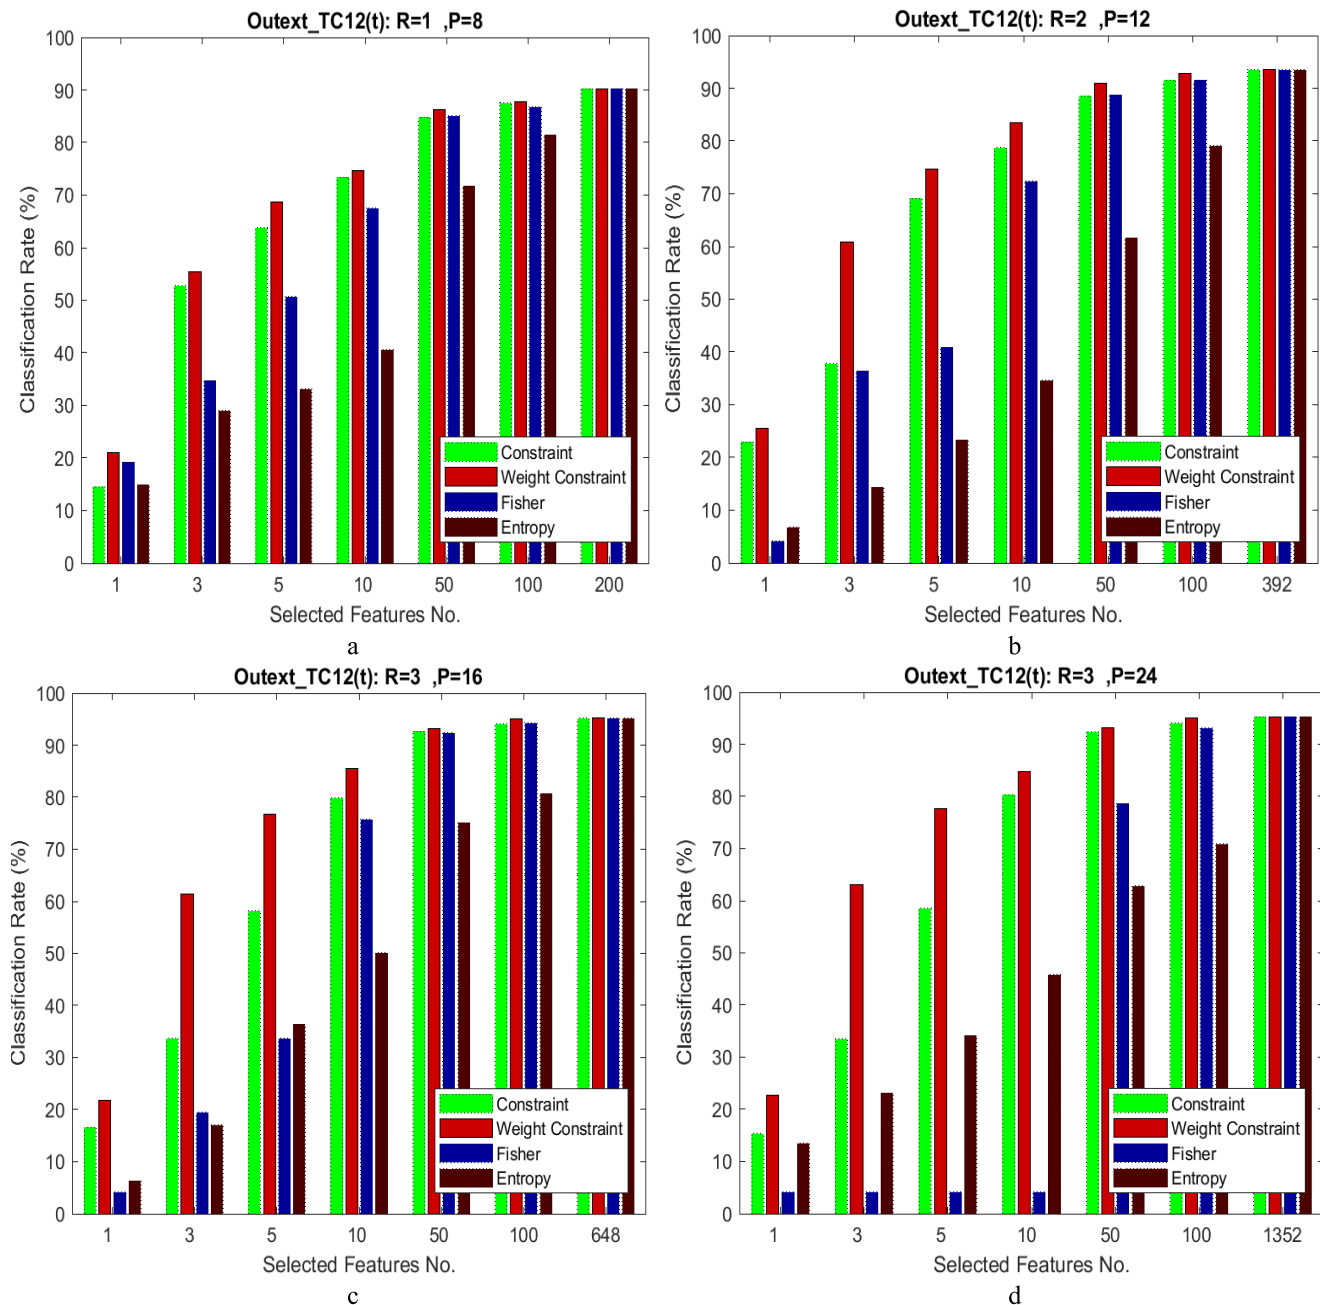 Outext_TC12(t): R=1 ,P=8
100
90
80
70
60
50
40
30
20
10
0
Classification Rate (%)
Constraint
Weight Constraint
Fisher
Entropy
1 3 5 10 50 100 200
Selected Features No.
a
Outext_TC12(t): R=2 ,P=12
100
90
80
70
60
50
40
30
20
10
0
Classification Rate (%)
Constraint
Weight Constraint
Fisher
Entropy
1 3 5 10 50 100 392
Selected Features No.
b
Outext_TC12(t): R=3 ,P=16
100
90
80
70
60
50
40
30
20
10
0
Classification Rate (%)
Constraint
Weight Constraint
Fisher
Entropy
1 3 5 10 50 100 648
Selected Features No.
c
Outext_TC12(t): R=3 ,P=24
100
90
80
70
60
50
40
30
20
10
0
Classification Rate (%)
Constraint
Weight Constraint
Fisher
Entropy
1 3 5 10 50 100 1352
Selected Features No.
d